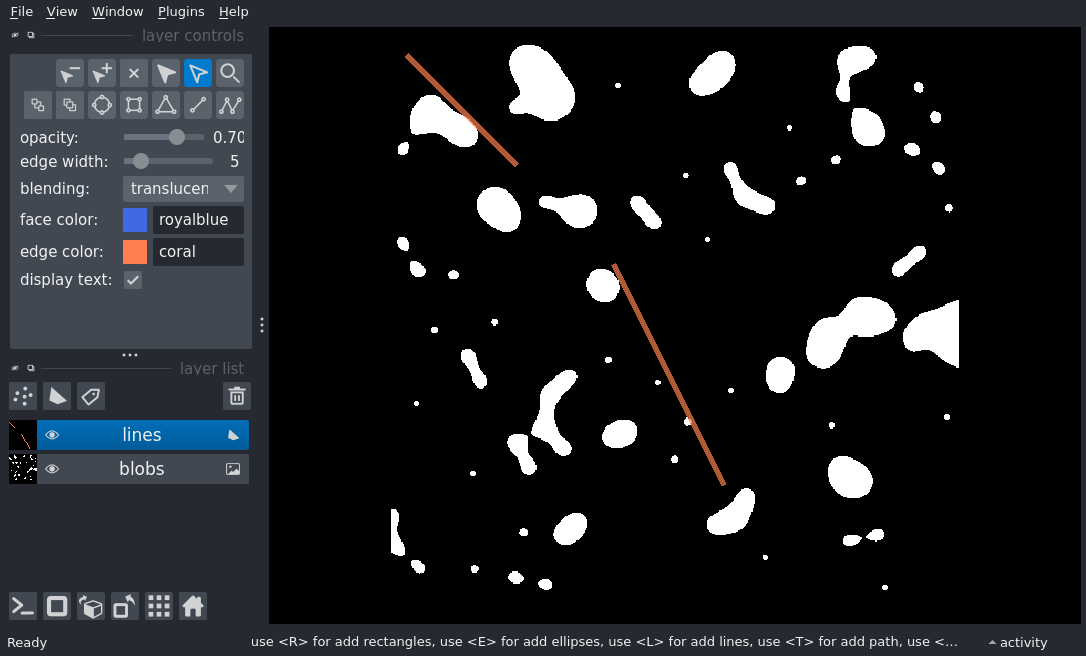 File View Window Plugins Help
layer controls
opacity: 0.70
edge width: 5
blending: translucen
face color: royalblue
edge color: coral
display text:
layer list
lines
blobs
Ready use <R> for add rectangles, use <E> for add ellipses, use <L> for add lines, use <T> for add path, use <... activity